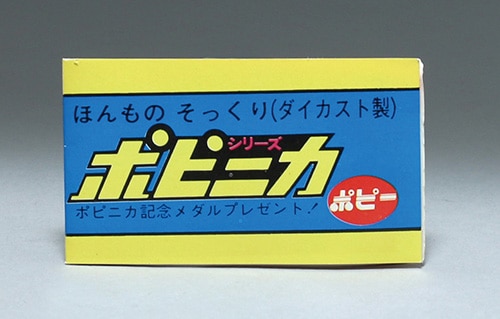 ほんもの そっくり(ダイカスト製)
シリーズ
ポピニカ
ポピニカ記念メダルプレゼント!
ポピー